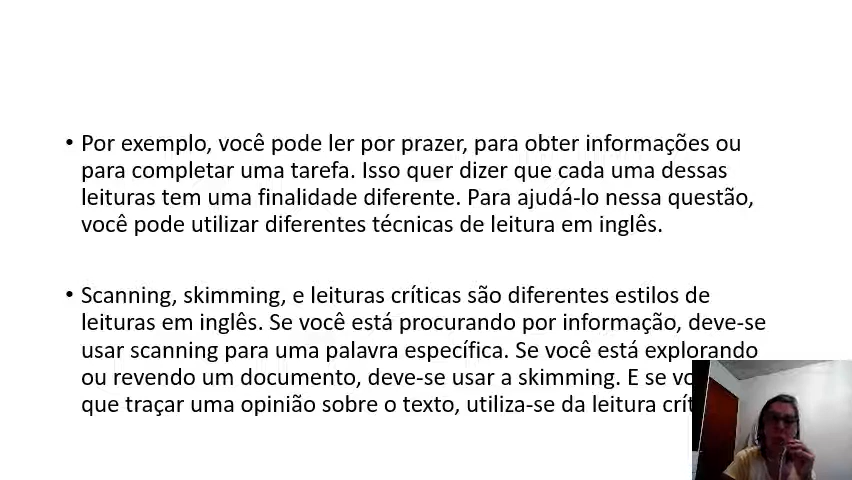 • Por exemplo, você pode ler por prazer, para obter informações ou
para completar uma tarefa. Isso quer dizer que cada uma dessas
leituras tem uma finalidade diferente. Para ajudá-lo nessa questão,
você pode utilizar diferentes técnicas de leitura em inglês.
• Scanning, skimming, e leituras críticas são diferentes estilos de
leituras em inglês. Se você está procurando por informação, deve-se
usar scanning para uma palavra específica. Se você está explorando
ou revendo um documento, deve-se usar a skimming. E se
que traçar uma opinião sobre o texto, utiliza-se da leitura